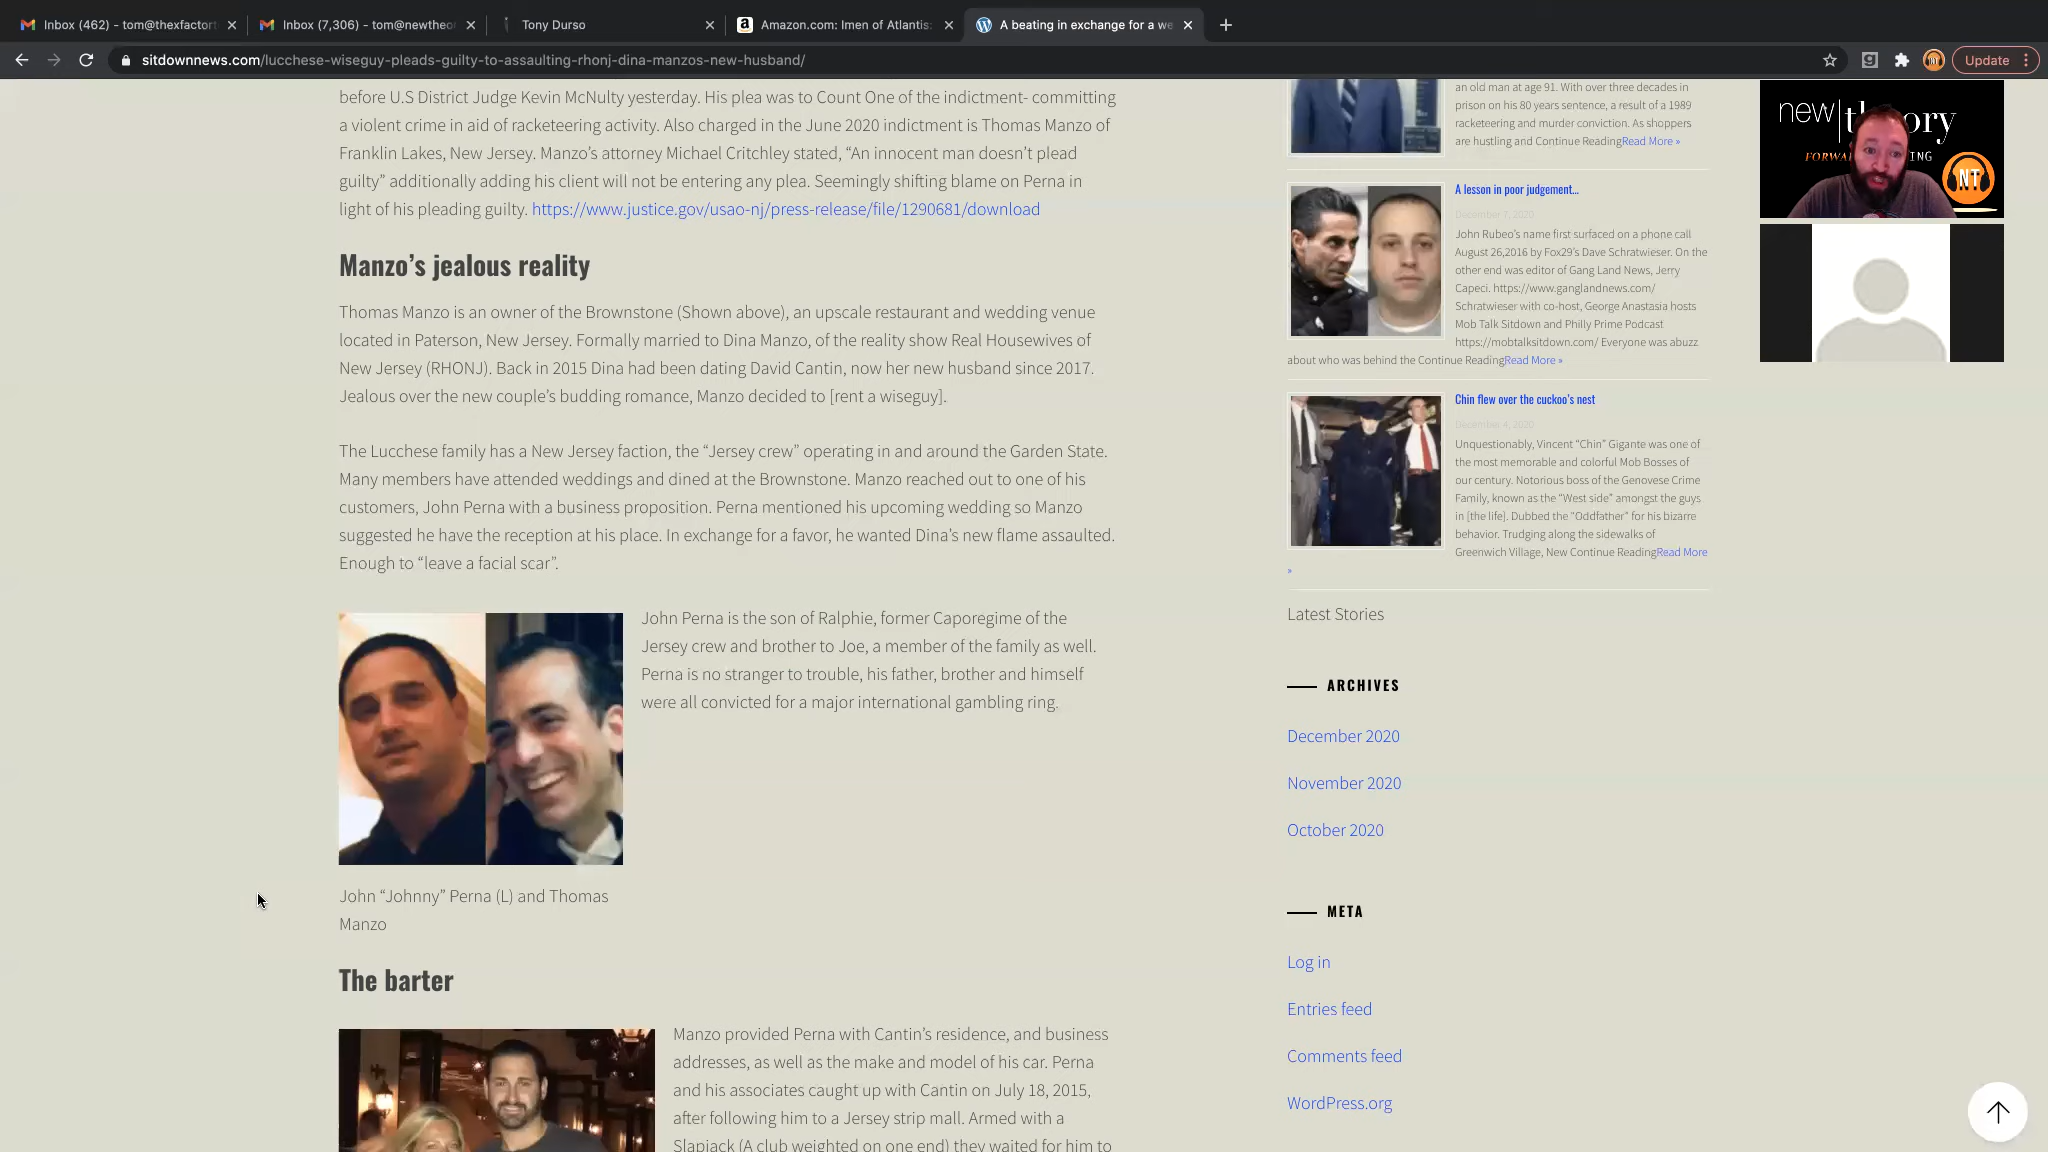 Inbox (462) - tom@thexfactor
Inbox (7,306) - tom@newtheo
Tony Durso
Amazon.com: Imen of Atlantis:
A beating in exchange for a we
sitdownnews.com/lucchese-wiseguy-pleads-guilty-to-assaulting-rhonj-dina-manzos-new-husband/
Update
before U.S District Judge Kevin McNulty yesterday. His plea was to Count One of the indictment- committing
a violent crime in aid of racketeering activity. Also charged in the June 2020 indictment is Thomas Manzo of
Franklin Lakes, New Jersey. Manzo's attorney Michael Critchley stated, “An innocent man doesn't plead
guilty” additionally adding his client will not be entering any plea. Seemingly shifting blame on Perna in
light of his pleading guilty. https://www.justice.gov/usao-nj/press-release/file/1290681/download
Manzo's jealous reality
Thomas Manzo is an owner of the Brownstone (Shown above), an upscale restaurant and wedding venue
located in Paterson, New Jersey. Formally married to Dina Manzo, of the reality show Real Housewives of
New Jersey (RHONJ). Back in 2015 Dina had been dating David Cantin, now her new husband since 2017.
Jealous over the new couple's budding romance, Manzo decided to [rent a wiseguy].
The Lucchese family has a New Jersey faction, the “Jersey crew” operating in and around the Garden State.
Many members have attended weddings and dined at the Brownstone. Manzo reached out to one of his
customers, John Perna with a business proposition. Perna mentioned his upcoming wedding so Manzo
suggested he have the reception at his place. In exchange for a favor, he wanted Dina's new flame assaulted.
Enough to “leave a facial scar”.
John Perna is the son of Ralphie, former Caporegime of the
Jersey crew and brother to Joe, a member of the family as well.
Perna is no stranger to trouble, his father, brother and himself
were all convicted for a major international gambling ring.
John “Johnny” Perna (L) and Thomas
Manzo
The barter
Manzo provided Perna with Cantin's residence, and business
addresses, as well as the make and model of his car. Perna
and his associates caught up with Cantin on July 18, 2015,
after following him to a Jersey strip mall. Armed with a
Slapjack (A club weighted on one end) they waited for him to
an old man at age 91. With over three decades in
prison on his 80 years sentence, a result of a 1989
racketeering and murder conviction. As shoppers
are hustling and Continue ReadingRead More »
A lesson in poor judgement...
December 7, 2020
John Rubeo's name first surfaced on a phone call
August 26,2016 by Fox29's Dave Schratwieser. On the
other end was editor of Gang Land News, Jerry
Capeci. https://www.ganglandnews.com/
Schratwieser with co-host, George Anastasia hosts
Mob Talk Sitdown and Philly Prime Podcast
https://mobtalksitdown.com/ Everyone was abuzz
about who was behind the Continue ReadingRead More »
Chin flew over the cuckoo's nest
December 4, 2020
Unquestionably, Vincent “Chin” Gigante was one of
the most memorable and colorful Mob Bosses of
our century. Notorious boss of the Genovese Crime
Family, known as the “West side” amongst the guys
in [the life]. Dubbed the “Oddfather” for his bizarre
behavior. Trudging along the sidewalks of
Greenwich Village, New Continue ReadingRead More
»
Latest Stories
ARCHIVES
December 2020
November 2020
October 2020
META
Log in
Entries feed
Comments feed
WordPress.org
new
NT